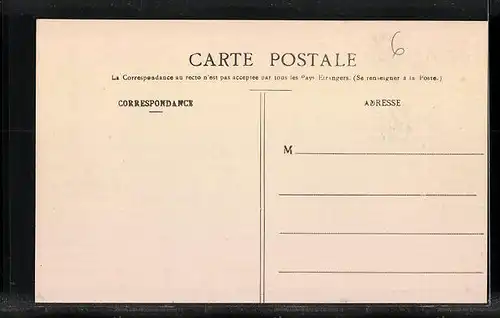 6
CARTE POSTALE
La Correspondance au recto n'est pas acceptée par tous les Pays Etrangers. (Se renseigner à la Poste.)
CORRESPONDANCE
ADRESSE
M